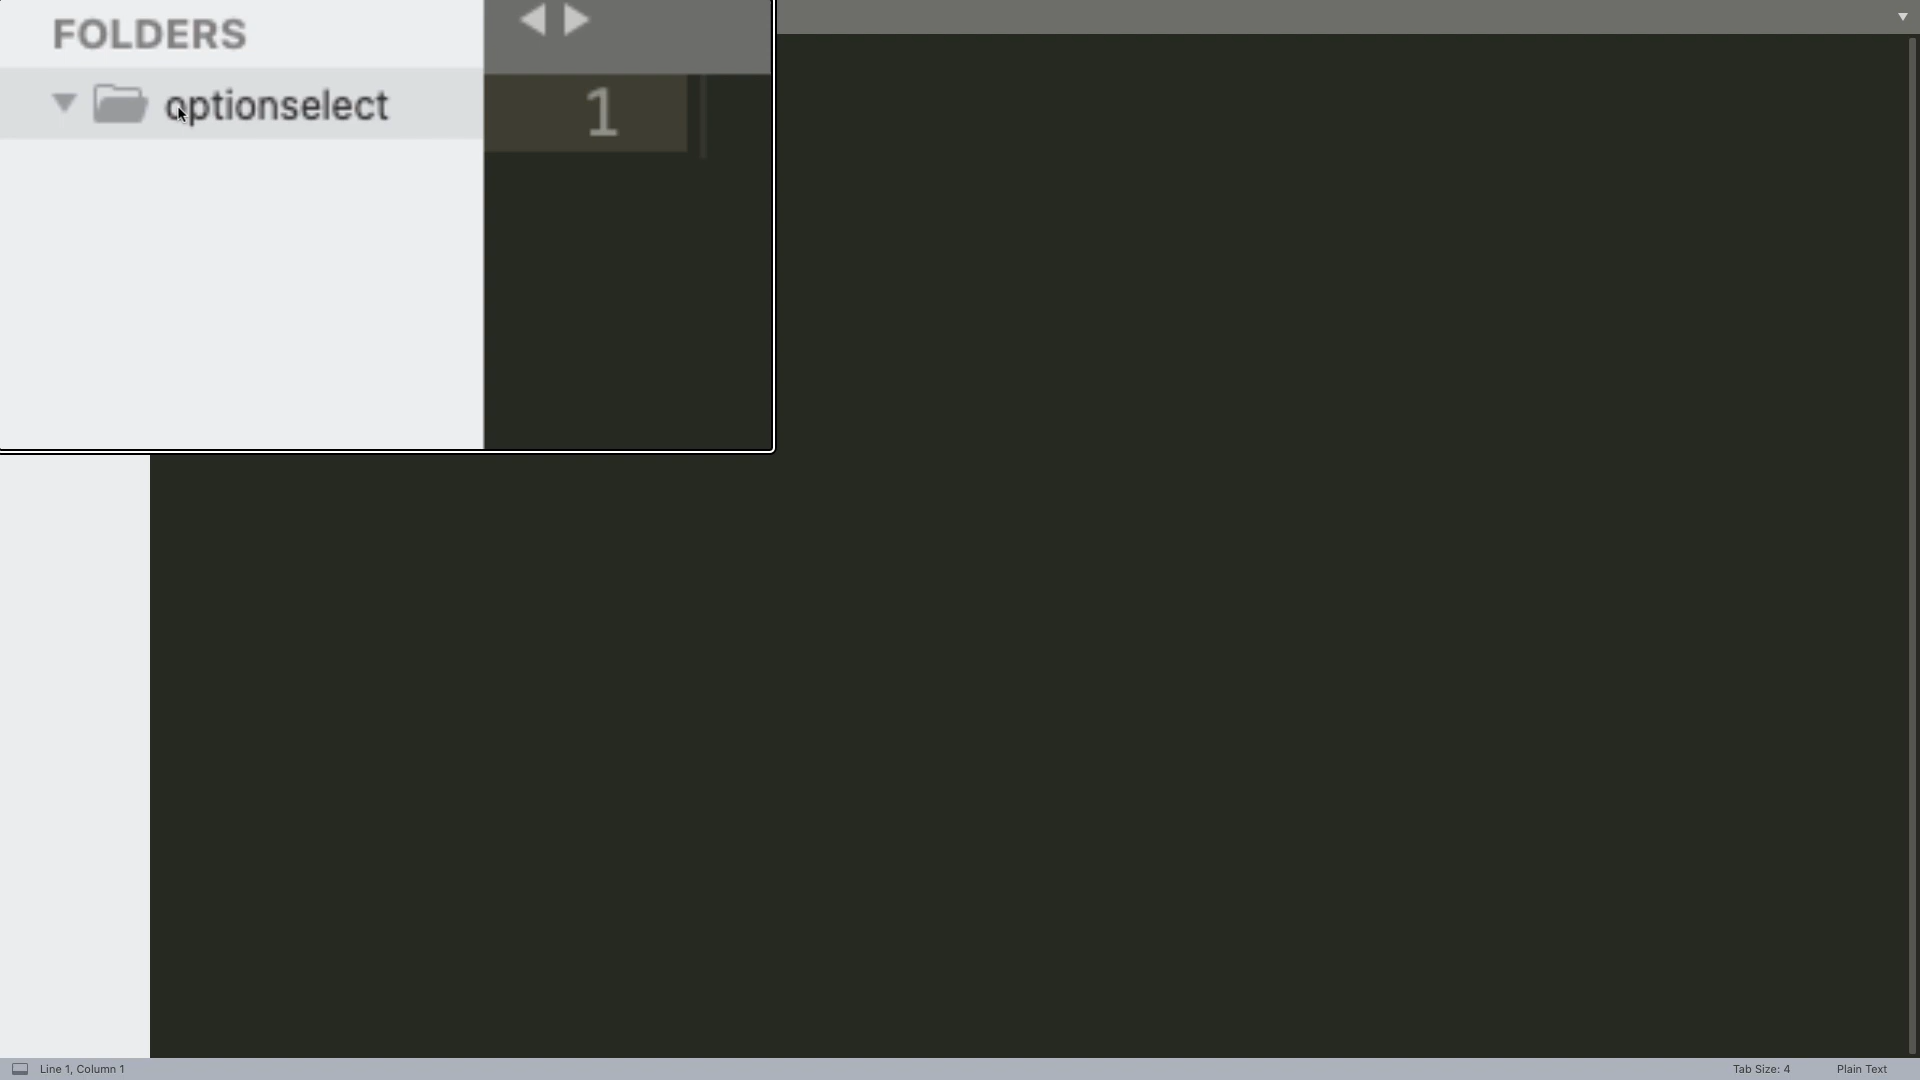 FOLDERS
optionselect
1
Line 1, Column 1
Tab Size: 4
Plain Text